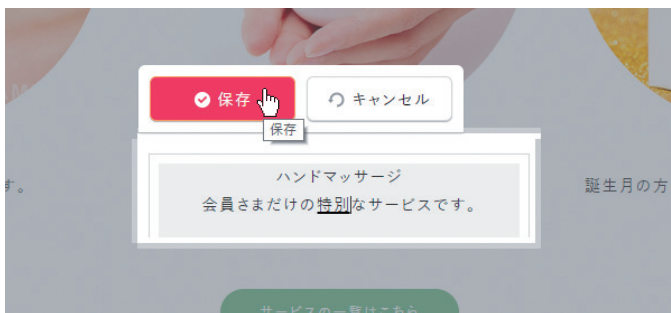 保存
キャンセル
保存
す。
ハンドマッサージ
会員さまだけの特別なサービスです。
誕生月の方
サービスの一覧はこちら